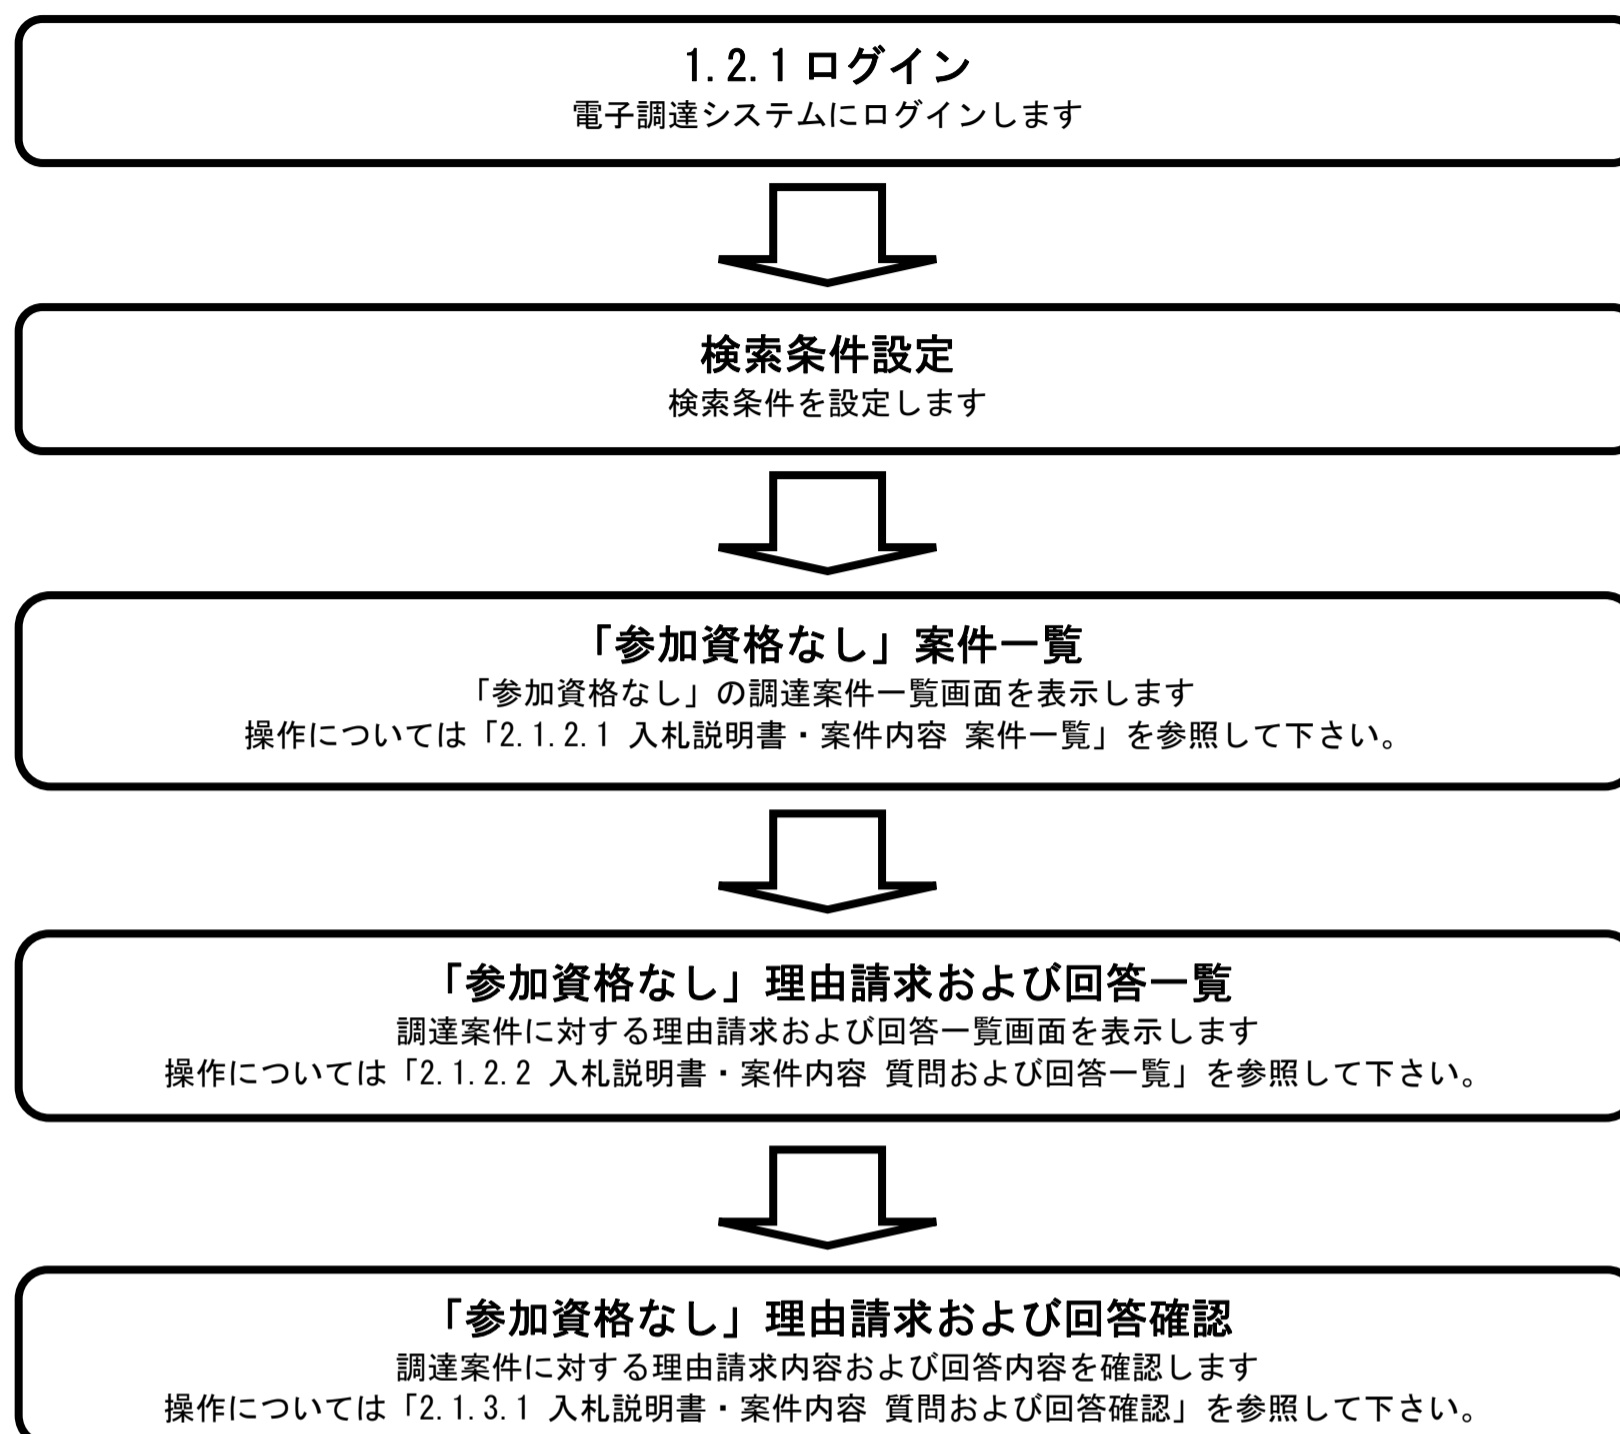 1.2.1 ログイン
電子調達システムにログインします
検索条件設定
検索条件を設定します
「参加資格なし」案件一覧
「参加資格なし」の調達案件一覧画面を表示します
操作については「2.1.2.1 入札説明書・案件内容 案件一覧」を参照して下さい。
「参加資格なし」理由請求および回答一覧
調達案件に対する理由請求および回答一覧画面を表示します
操作については「2.1.2.2 入札説明書・案件内容 質問および回答一覧」を参照して下さい。
「参加資格なし」理由請求および回答確認
調達案件に対する理由請求内容および回答内容を確認します
操作については「2.1.3.1 入札説明書・案件内容 質問および回答確認」を参照して下さい。